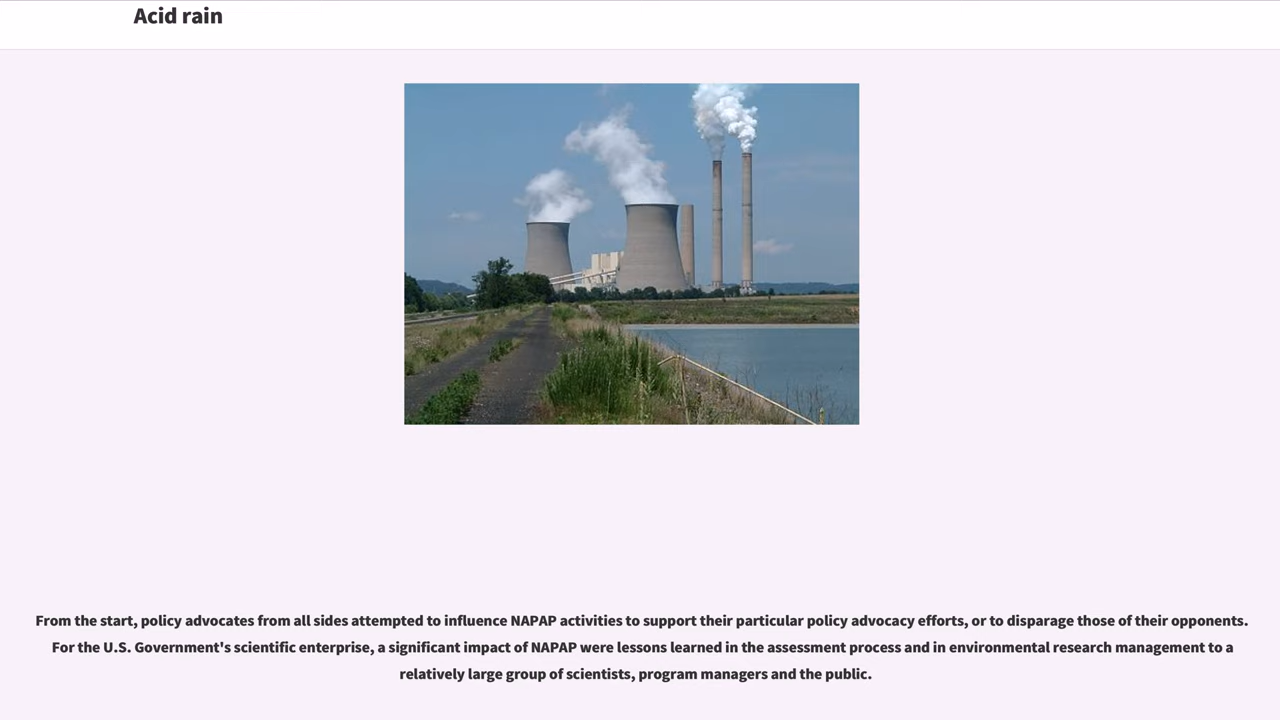 Acid rain
From the start, policy advocates from all sides attempted to influence NAPAP activities to support their particular policy advocacy efforts, or to disparage those of their opponents.
For the U.S. Government's scientific enterprise, a significant impact of NAPAP were lessons learned in the assessment process and in environmental research management to a
relatively large group of scientists, program managers and the public.